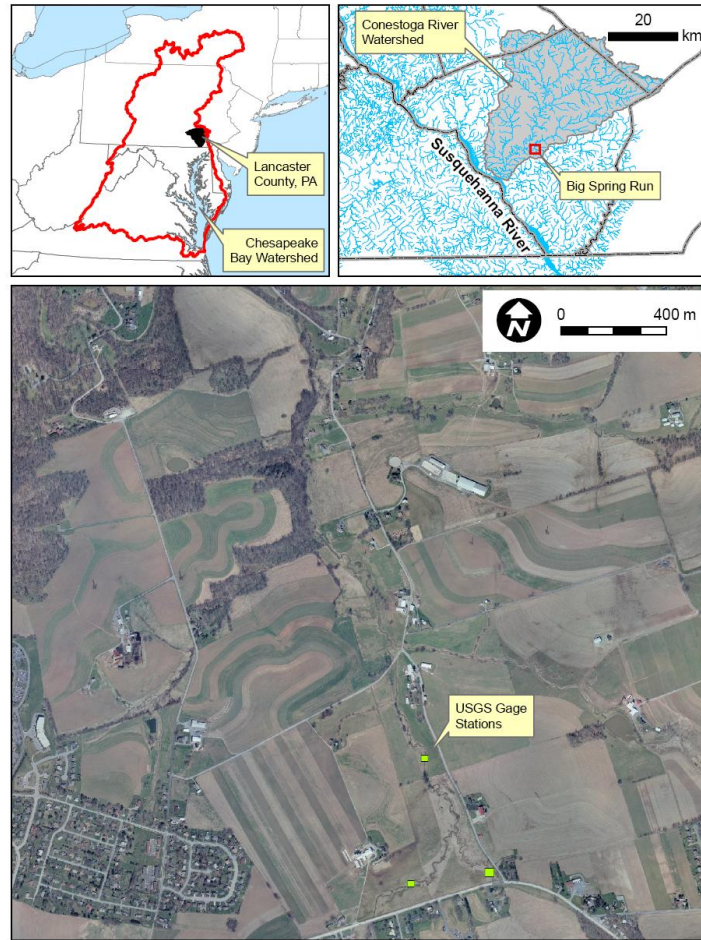 Lancaster
County, PA
Chesapeake
Bay Watershed
Conestoga River
Watershed
20
km
Susquehanna River
Big Spring Run
N
0 400 m
USGS Gage
Stations